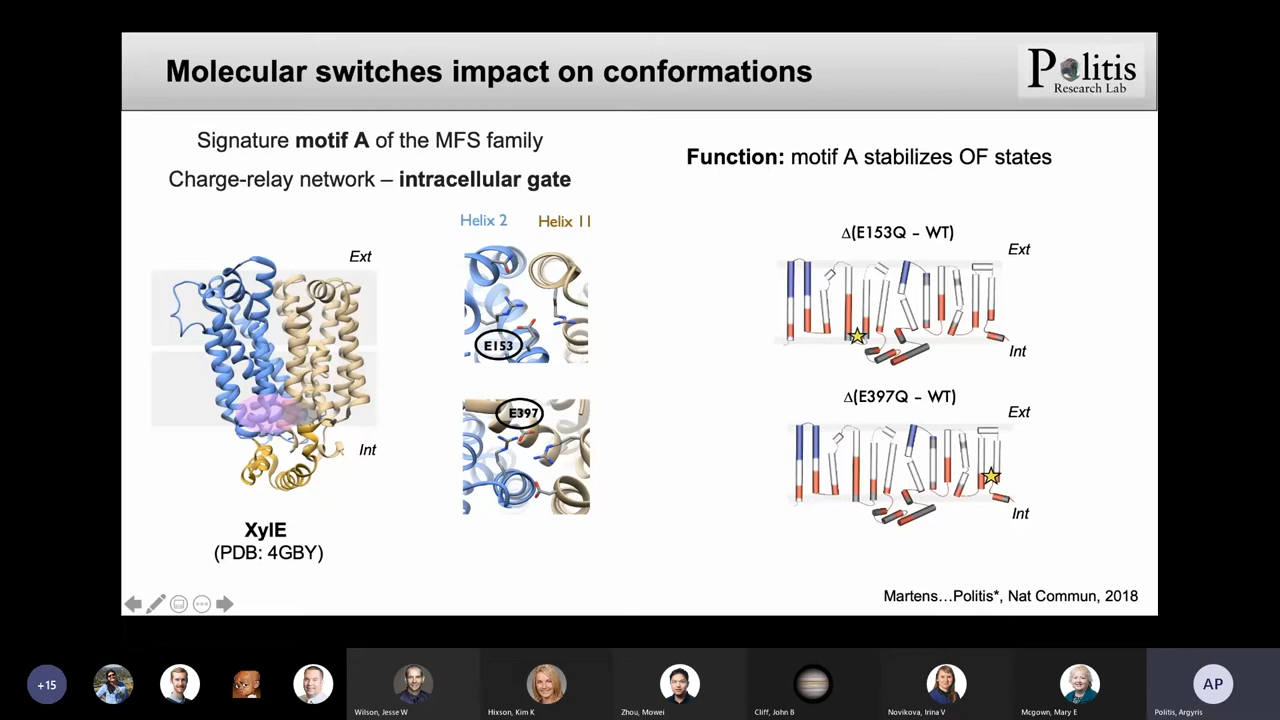 Molecular switches impact on conformations
Politis
Research Lab
Signature motif A of the MFS family
Charge-relay network – intracellular gate
Function: motif A stabilizes OF states
Helix 2
Helix 11
Ext
E153
E397
Int
XylE
(PDB: 4GBY)
Δ(E153Q – WT)
Ext
Int
Δ(E397Q – WT)
Ext
Int
Martens…Politis*, Nat Commun, 2018
+15
Wilson, Jesse W
Hixson, Kim K
Zhou, Mowei
Cliff, John B
Novikova, Irina V
Mcgown, Mary E
AP
Politis, Argyris